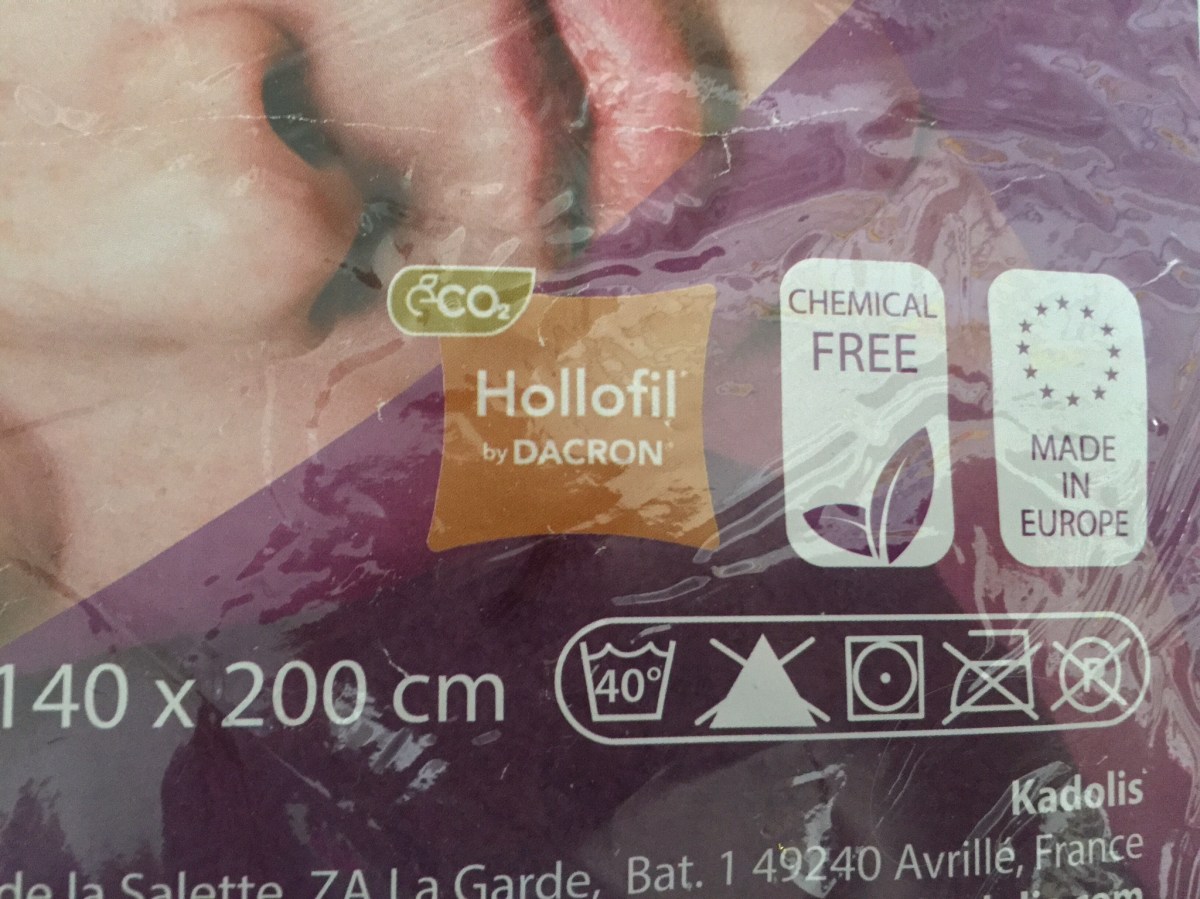 éCO₂
Hollofil
by DACRON®
CHEMICAL
FREE
MADE
IN
EUROPE
140 x 200 cm
40°
P
Kadolis
de la Salette, ZA La Garde, Bat. 1 49240 Avrillé, France